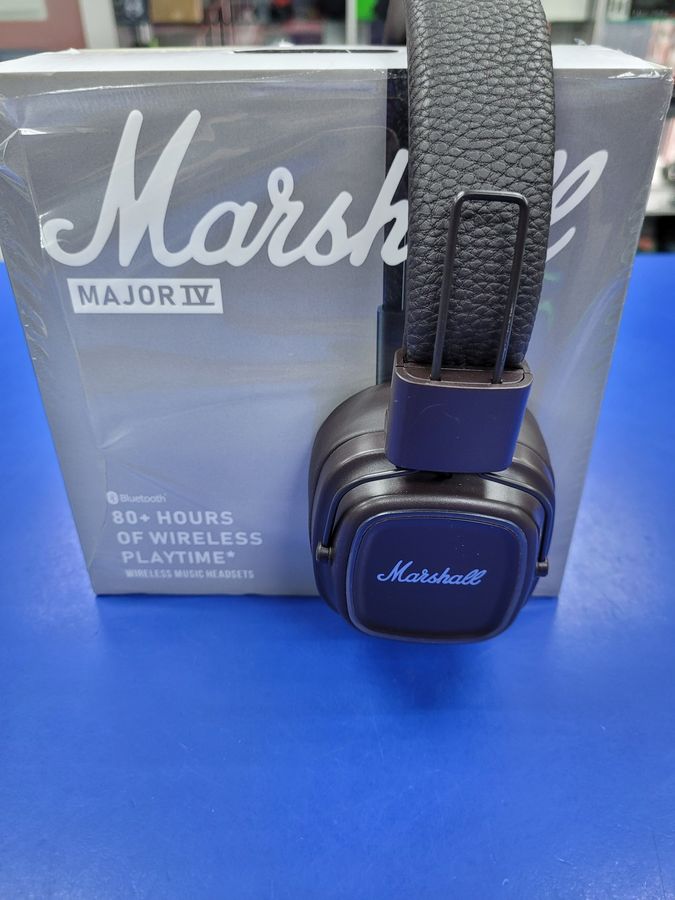 Marshall
MAJOR IV
Bluetooth
80+ HOURS
OF WIRELESS
PLAYTIME*
WIRELESS MUSIC HEADSETS
Marshall